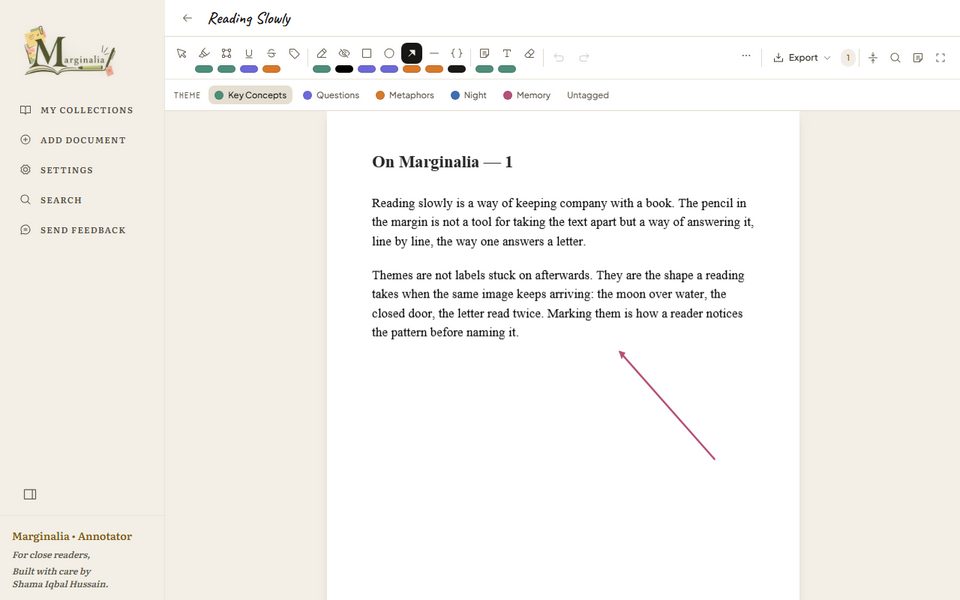 Reading Slowly
Marginalia
MY COLLECTIONS
ADD DOCUMENT
SETTINGS
SEARCH
SEND FEEDBACK
Export
1
THEME
Key Concepts
Questions
Metaphors
Night
Memory
Untagged
On Marginalia — 1
Reading slowly is a way of keeping company with a book. The pencil in
the margin is not a tool for taking the text apart but a way of answering it,
line by line, the way one answers a letter.
Themes are not labels stuck on afterwards. They are the shape a reading
takes when the same image keeps arriving: the moon over water, the
closed door, the letter read twice. Marking them is how a reader notices
the pattern before naming it.
Marginalia • Annotator
For close readers,
Built with care by
Shama Iqbal Hussain.